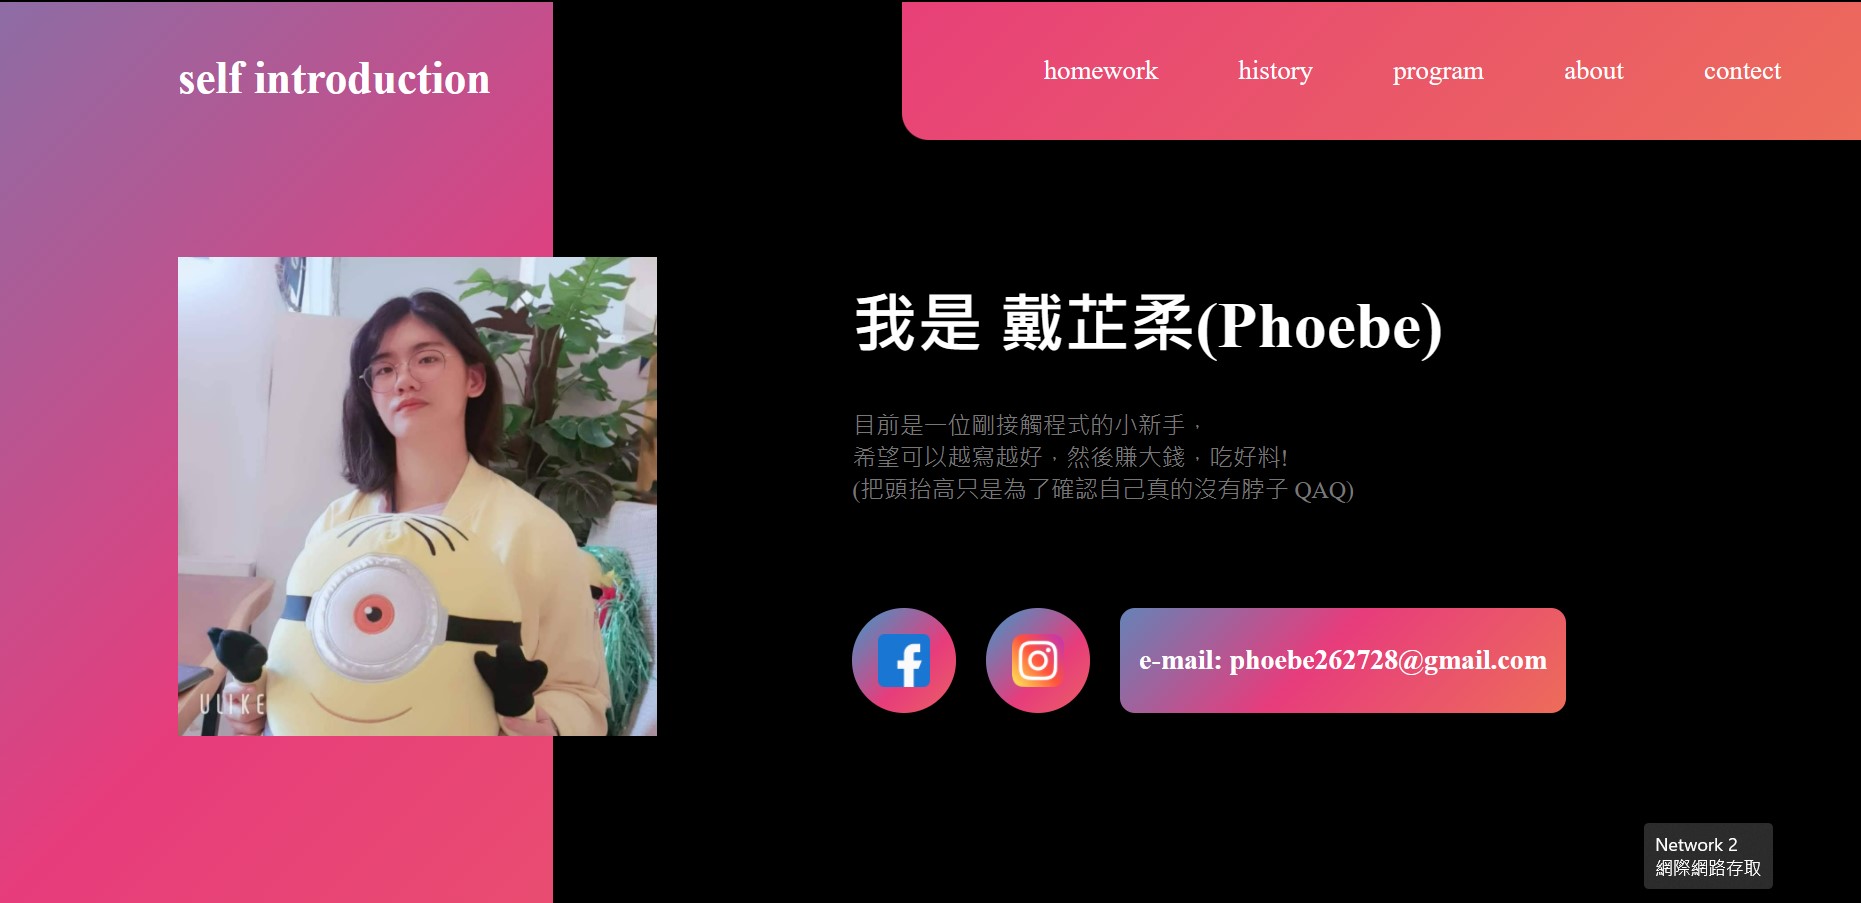 self introduction
homework
history
program
about
contect
我是 戴芷柔(Phoebe)
目前是一位剛接觸程式的小新手，
希望可以越寫越好，然後賺大錢，吃好料!
(把頭抬高只是為了確認自己真的沒有脖子 QAQ)
ULIKE
e-mail: phoebe262728@gmail.com
Network 2
網際網路存取